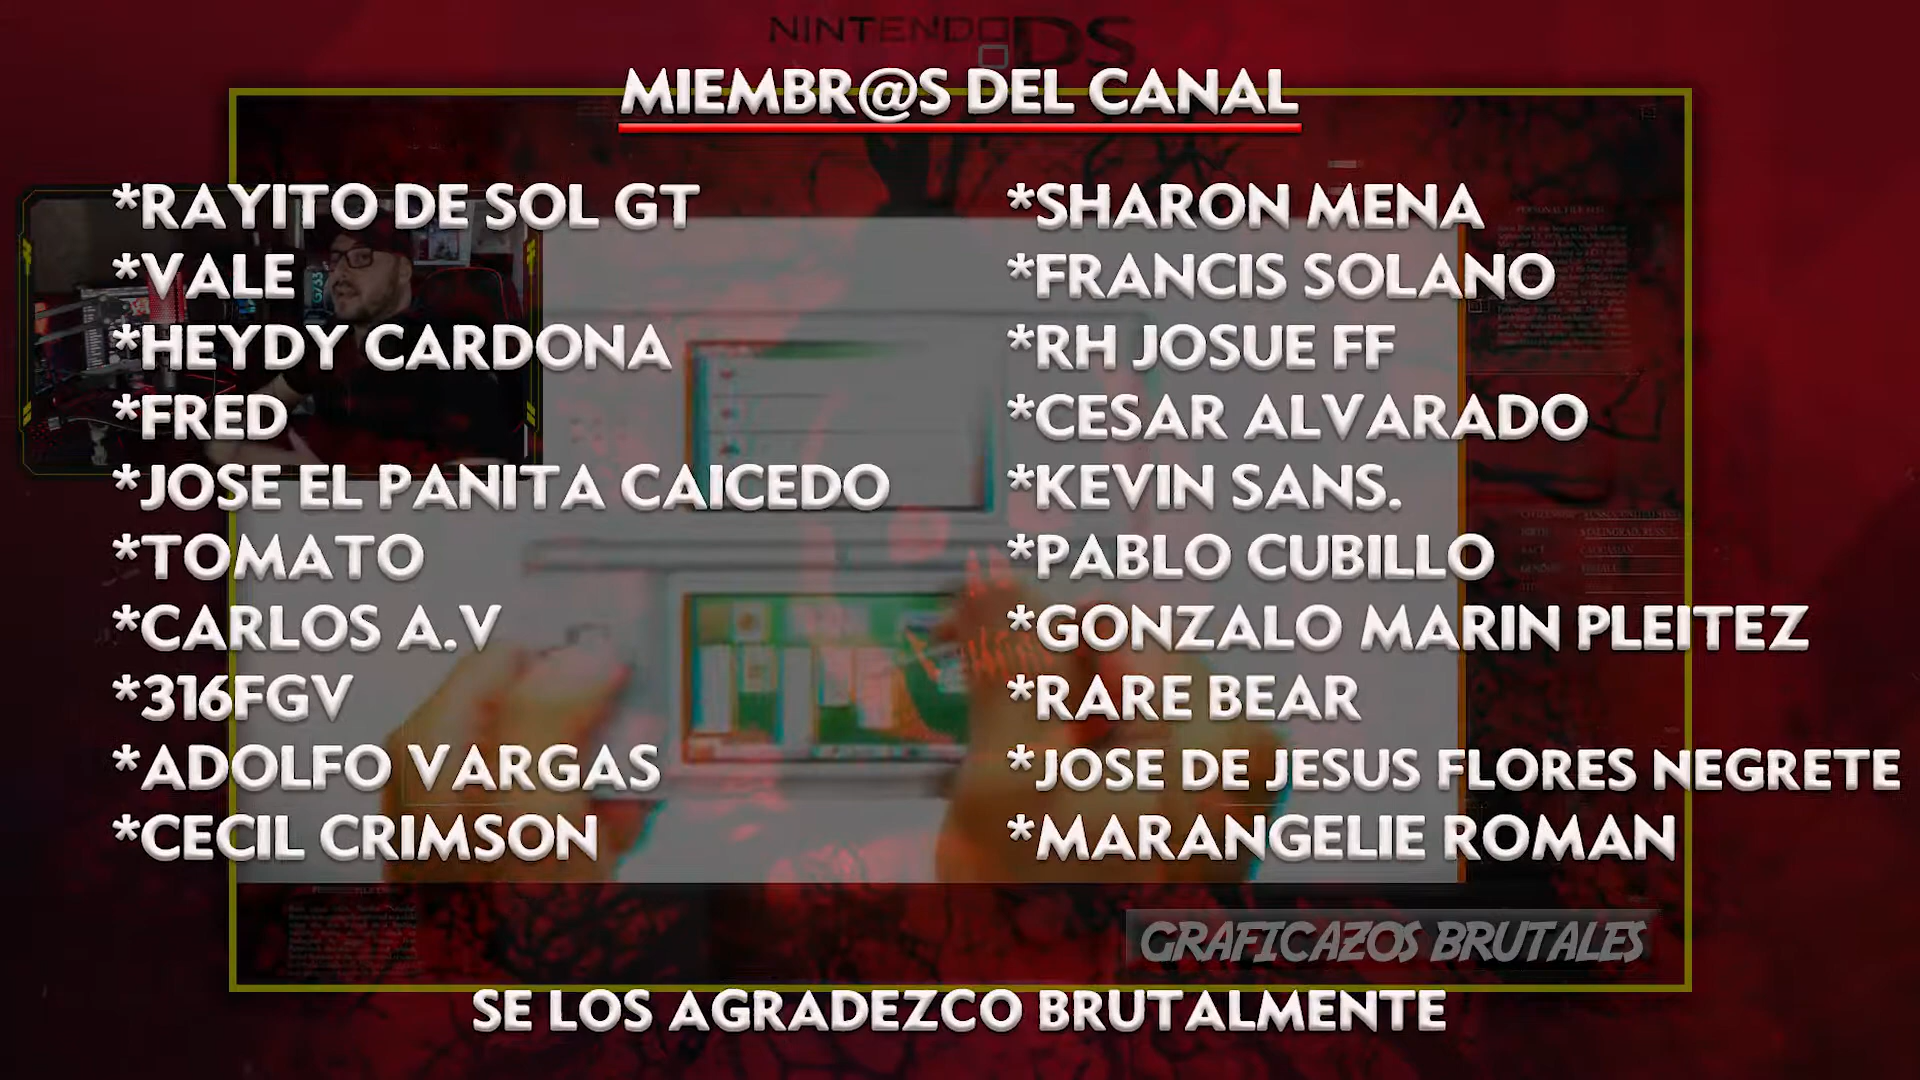 NINTENDO DS
MIEMBR@S DEL CANAL
*RAYITO DE SOL GT
*VALE
*HEYDY CARDONA
*FRED
*JOSE EL PANITA CAICEDO
*TOMATO
*CARLOS A.V
*316FGV
*ADOLFO VARGAS
*CECIL CRIMSON
*SHARON MENA
*FRANCIS SOLANO
*RH JOSUE FF
*CESAR ALVARADO
*KEVIN SANS.
*PABLO CUBILLO
*GONZALO MARIN PLEITEZ
*RARE BEAR
*JOSE DE JESUS FLORES NEGRETE
*MARANGELIE ROMAN
GRAFICAZOS BRUTALES
SE LOS AGRADEZCO BRUTALMENTE